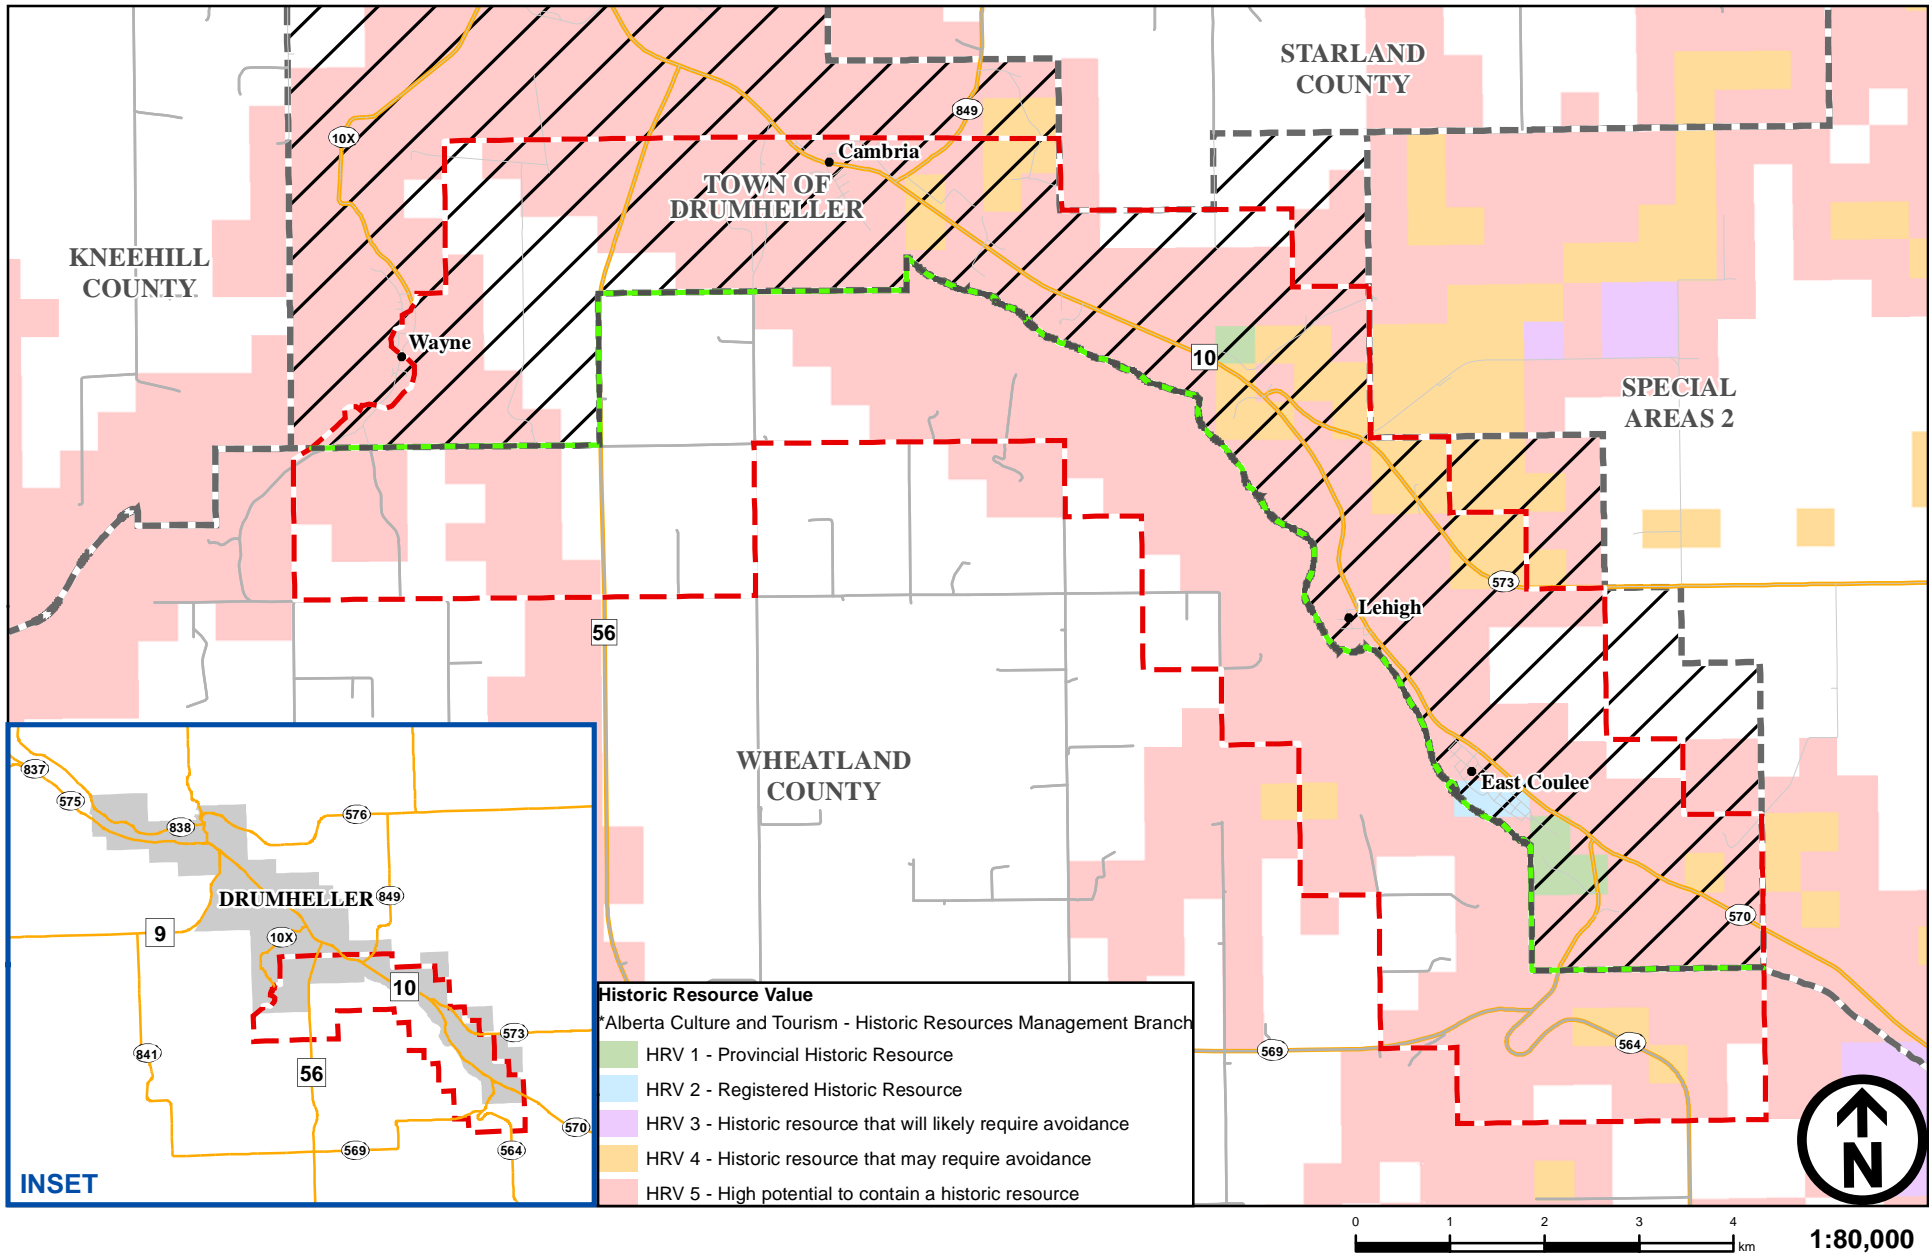 STARLAND
COUNTY
849
10X
Cambria
TOWN OF
DRUMHELLER
KNEEHILL
COUNTY
Wayne
10
SPECIAL
AREAS 2
573
Lehigh
56
WHEATLAND
COUNTY
East Coulee
570
569
564
837
575
838
576
DRUMHELLER
849
9
10X
10
573
841
56
570
569
564
INSET
Historic Resource Value
*Alberta Culture and Tourism - Historic Resources Management Branch
HRV 1 - Provincial Historic Resource
HRV 2 - Registered Historic Resource
HRV 3 - Historic resource that will likely require avoidance
HRV 4 - Historic resource that may require avoidance
HRV 5 - High potential to contain a historic resource
N
0 1 2 3 4
km
1:80,000